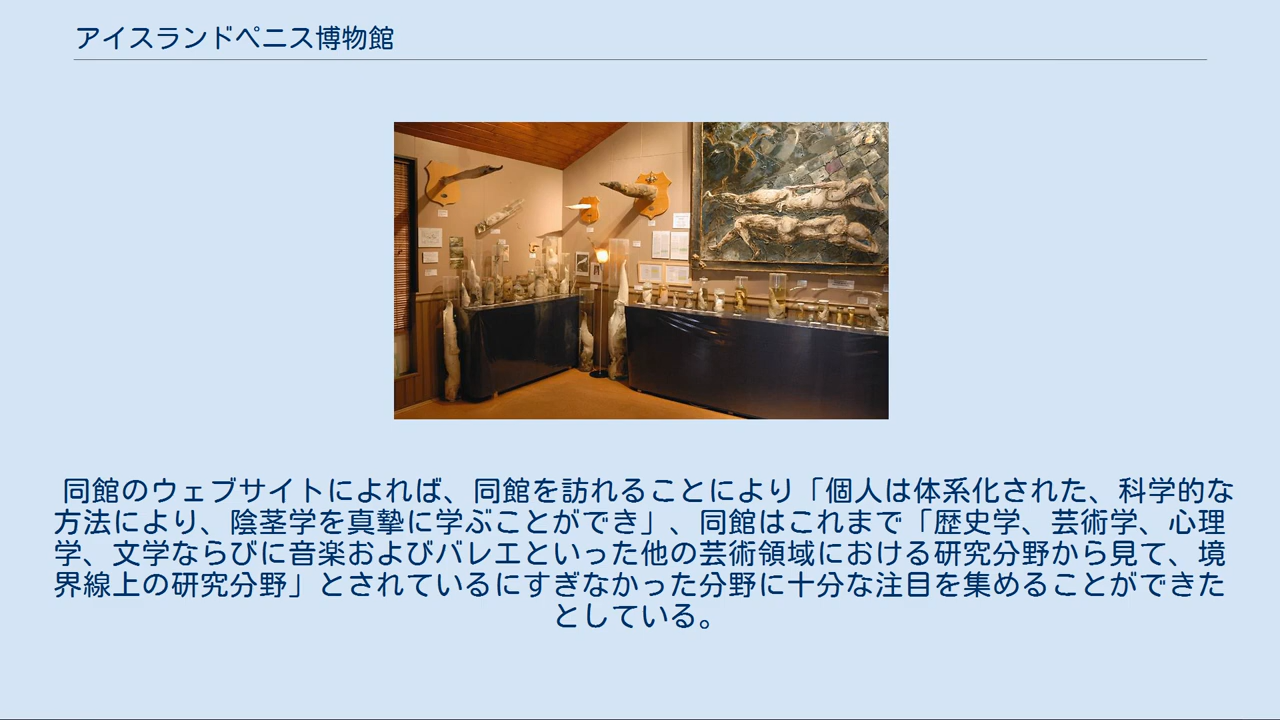 アイスランドペニス博物館
同館のウェブサイトによれば、同館を訪れることにより「個人は体系化された、科学的な
方法により、陰茎学を真摯に学ぶことができ」、同館はこれまで「歴史学、芸術学、心理
学、文学ならびに音楽およびバレエといった他の芸術領域における研究分野から見て、境
界線上の研究分野」とされているにすぎなかった分野に十分な注目を集めることができた
としている。